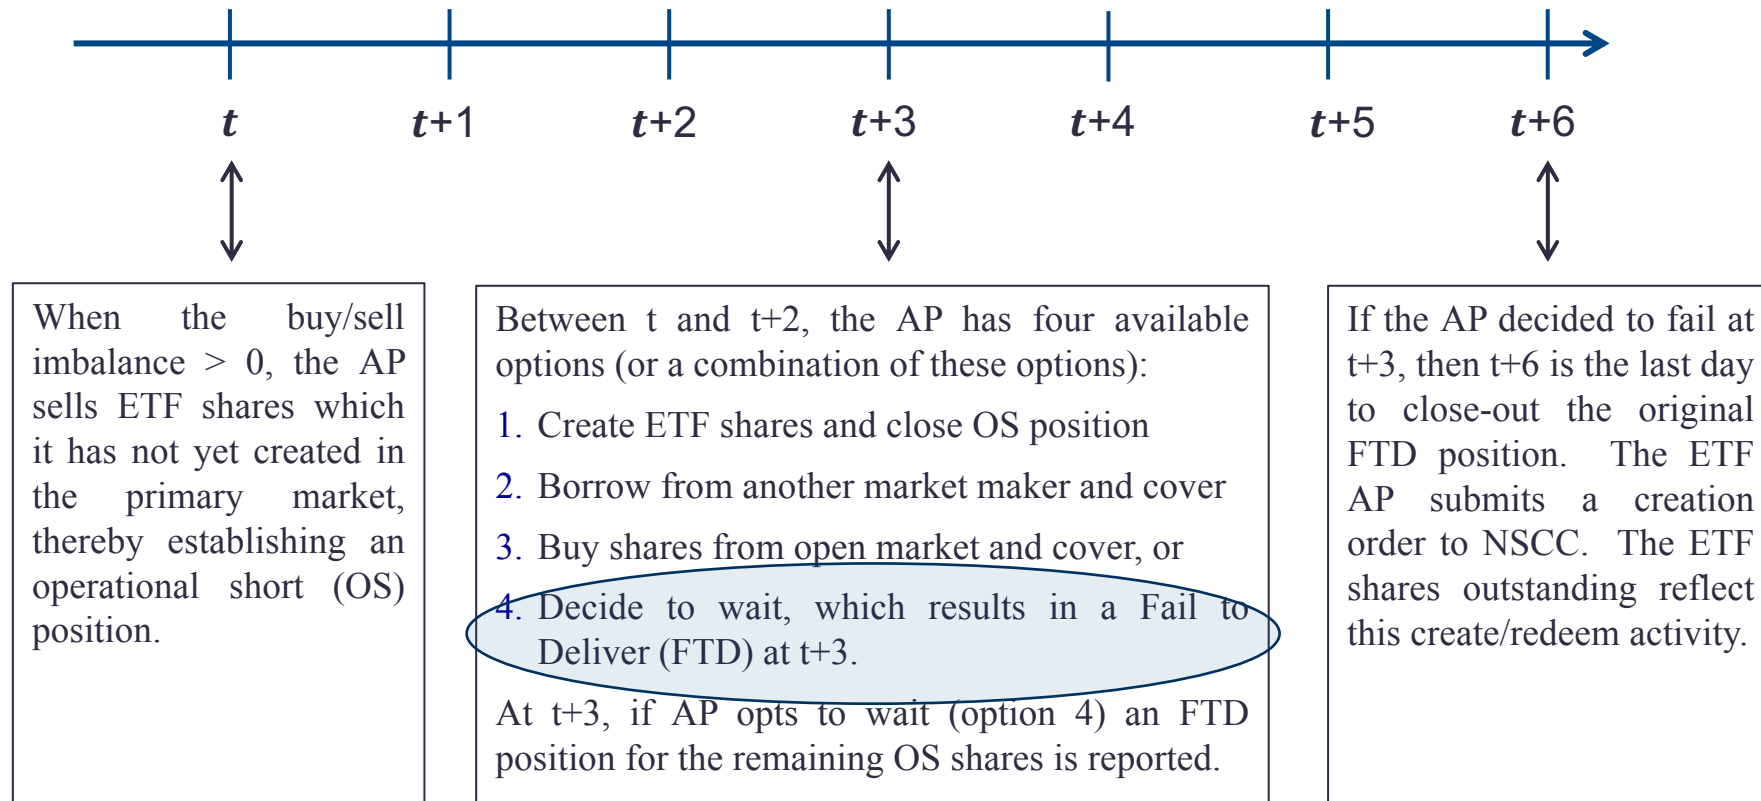 t
t+1
t+2
t+3
t+4
t+5
t+6
When the buy/sell
imbalance > 0, the AP
sells ETF shares which
it has not yet created in
the primary market,
thereby establishing an
operational short (OS)
position.
Between t and t+2, the AP has four available
options (or a combination of these options):
1. Create ETF shares and close OS position
2. Borrow from another market maker and cover
3. Buy shares from open market and cover, or
4. Decide to wait, which results in a Fail to
Deliver (FTD) at t+3.
At t+3, if AP opts to wait (option 4) an FTD
position for the remaining OS shares is reported.
If the AP decided to fail at
t+3, then t+6 is the last day
to close-out the original
FTD position. The ETF
AP submits a creation
order to NSCC. The ETF
shares outstanding reflect
this create/redeem activity.